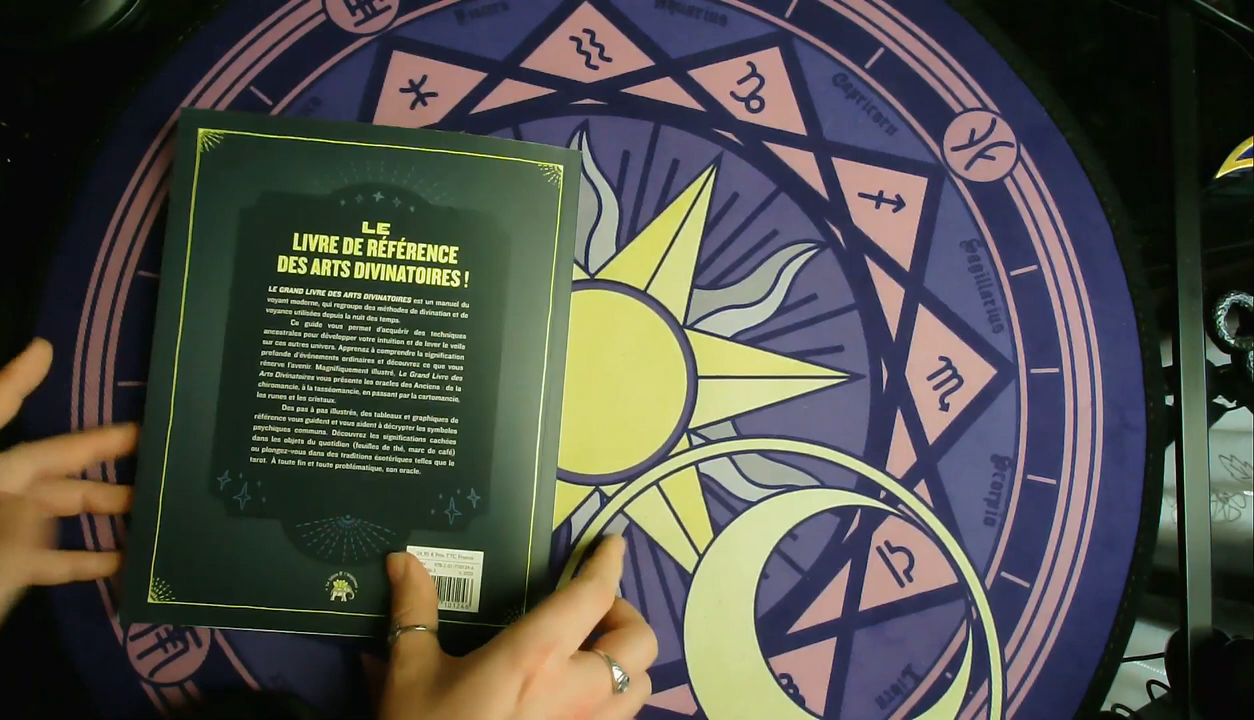 Aquarius
Capricorn
LE
LIVRE DE RÉFÉRENCE
DES ARTS DIVINATOIRES !
LE GRAND LIVRE DES ARTS DIVINATOIRES est un manuel du
voyant moderne, qui regroupe des méthodes de divination et de
voyance utilisées depuis la nuit des temps.
Ce guide vous permet d'acquérir des techniques
ancestrales pour développer votre intuition et de lever le voile
sur ces autres univers. Apprenez à comprendre la signification
profonde d'événements ordinaires et découvrez ce que vous
réserve l'avenir. Magnifiquement illustré, Le Grand Livre des
Arts Divinatoires vous présente les oracles des Anciens : de la
chiromancie, à la tasséomancie, en passant par la cartomancie,
les runes et les cristaux.
Des pas à pas illustrés, des tableaux et graphiques de
référence vous guident et vous aident à décrypter les symboles
psychiques communs. Découvrez les significations cachées
dans les objets du quotidien (feuilles de thé, marc de café)
ou plongez-vous dans des traditions ésotériques telles que le
tarot. À toute fin et toute problématique, son oracle.
Sagittarius
Scorpio
Libra